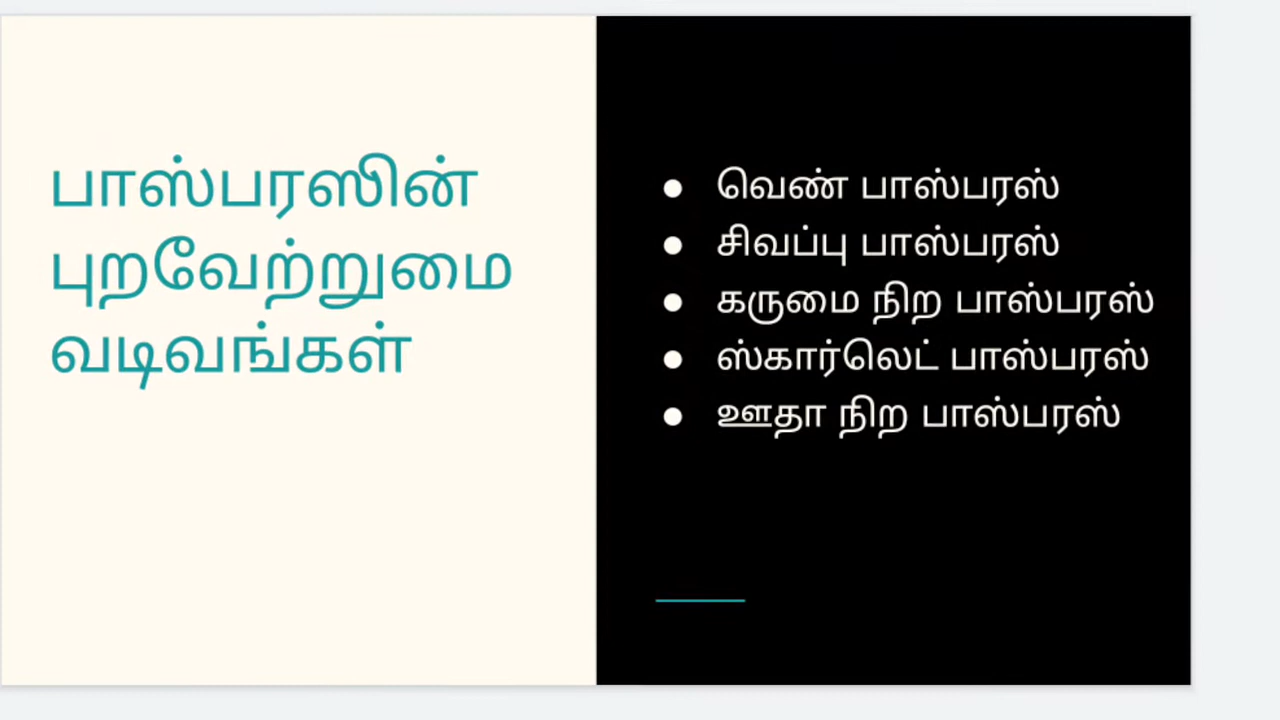 பாஸ்பரஸின்
புறவேற்றுமை
வடிவங்கள்
● வெண் பாஸ்பரஸ்
● சிவப்பு பாஸ்பரஸ்
● கருமை நிற பாஸ்பரஸ்
● ஸ்கார்லெட் பாஸ்பரஸ்
● ஊதா நிற பாஸ்பரஸ்